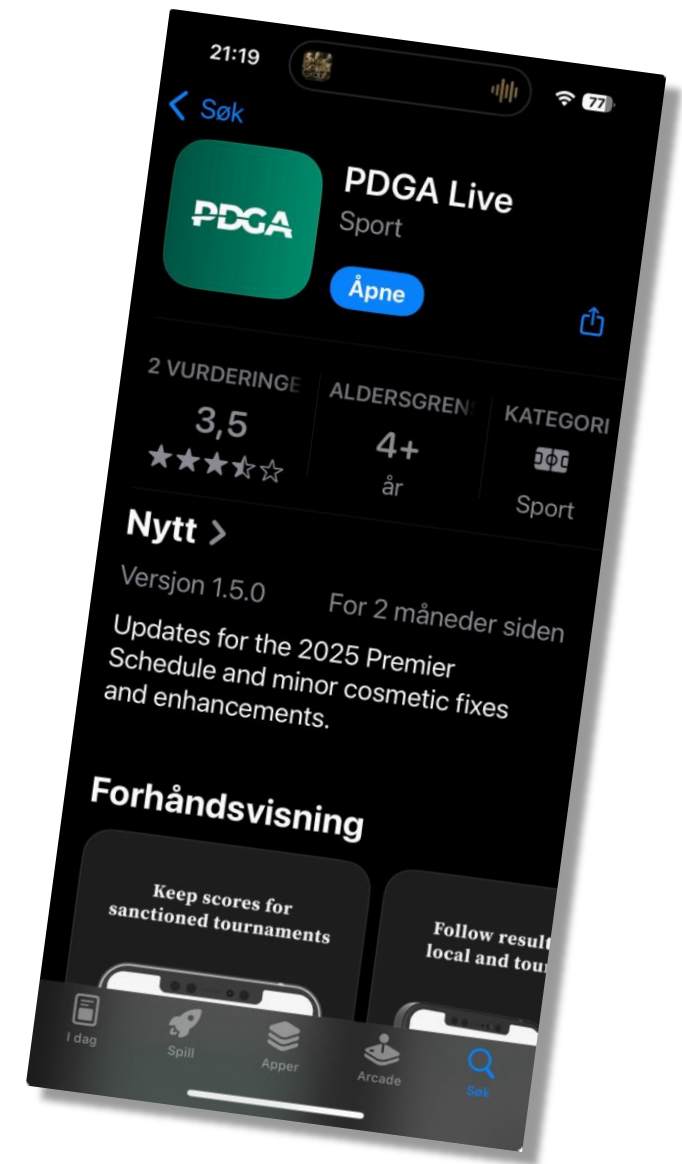 21:19
77
Søk
PDGA
PDGA Live
Sport
Åpne
2 VURDERINGE
3,5
ALDERSGREN
4+
år
KATEGORI
Sport
Nytt
Versjon 1.5.0
For 2 måneder siden
Updates for the 2025 Premier
Schedule and minor cosmetic fixes
and enhancements.
Forhåndsvisning
Keep scores for
sanctioned tournaments
Follow result
local and tou
I dag
Spill
Apper
Arcade
Søk